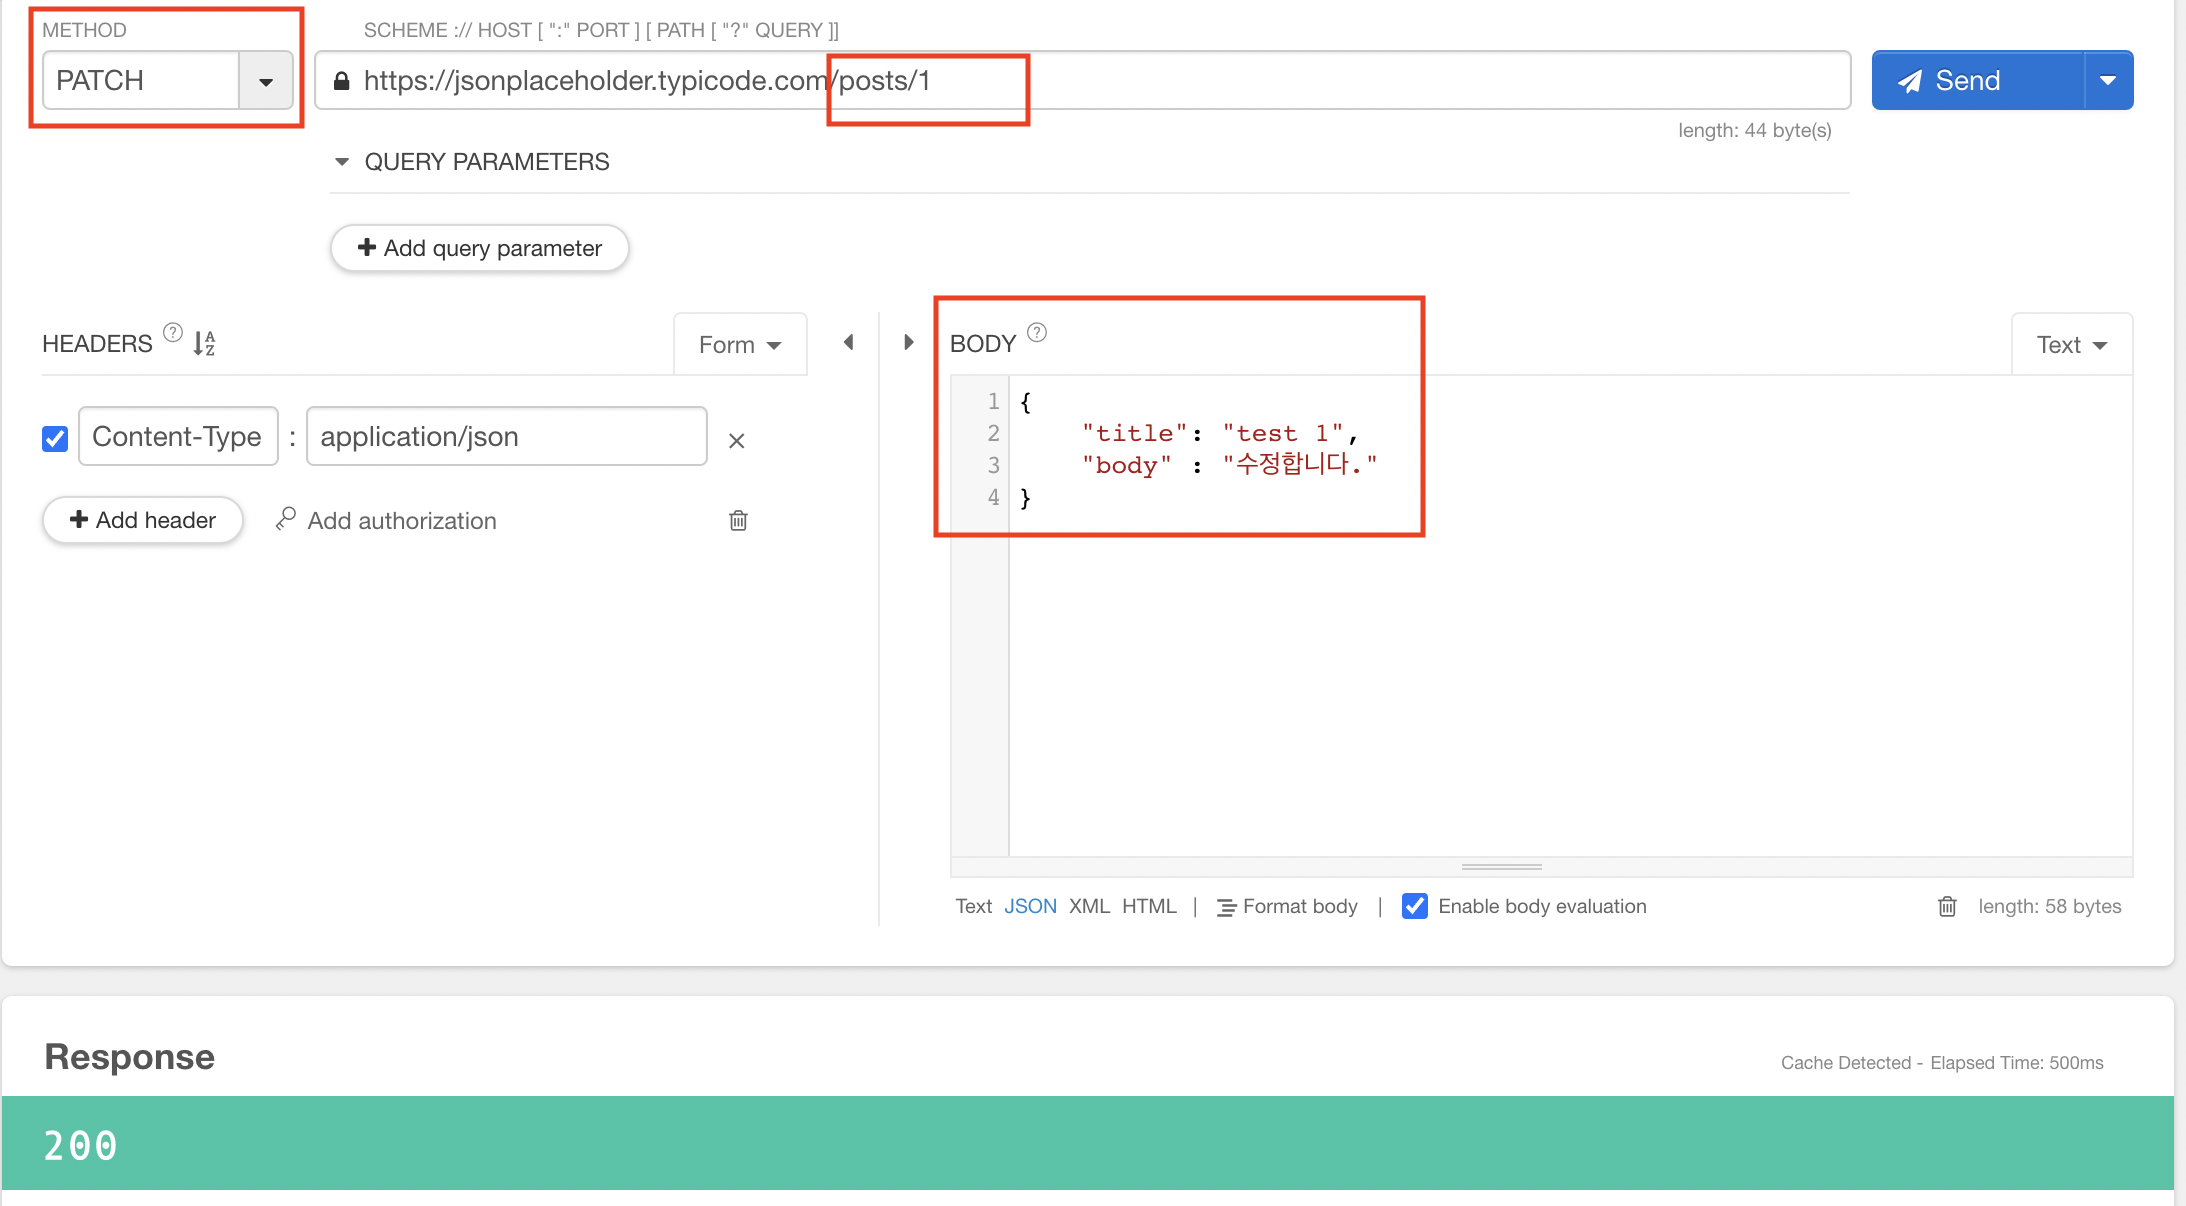 METHOD
SCHEME :// HOST [ ":" PORT ] [ PATH [ "?" QUERY ]]
PATCH
https://jsonplaceholder.typicode.com/posts/1
Send
length: 44 byte(s)
QUERY PARAMETERS
Add query parameter
HEADERS ? A Z
Form
BODY ?
Text
Content-Type : application/json
Add header
Add authorization
1 {
2 "title": "test 1",
3 "body" : "수정합니다."
4 }
Text JSON XML HTML | Format body | Enable body evaluation
length: 58 bytes
Response
Cache Detected - Elapsed Time: 500ms
200